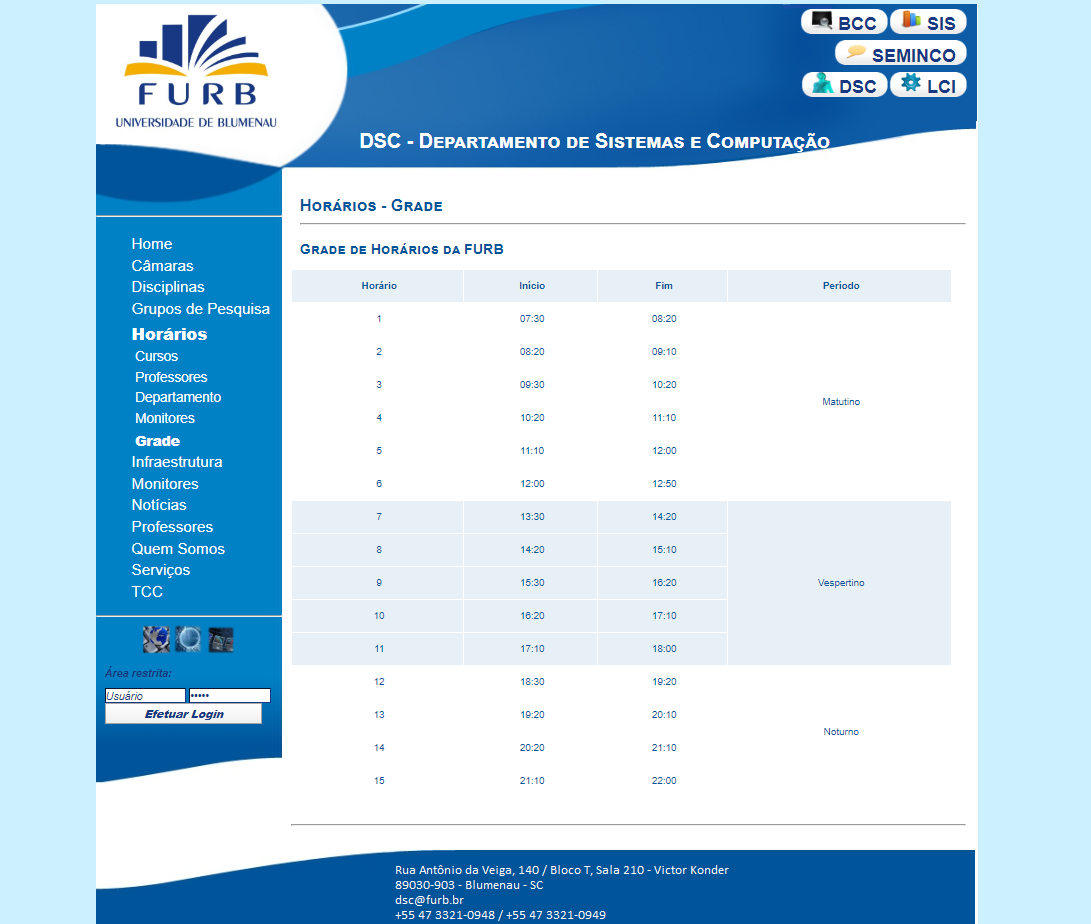 FURB
UNIVERSIDADE DE BLUMENAU
BCC SIS
SEMINCO
DSC LCI
DSC - Departamento de Sistemas e Computação
Home
Câmaras
Disciplinas
Grupos de Pesquisa
Horários
Cursos
Professores
Departamento
Monitores
Grade
Infraestrutura
Monitores
Notícias
Professores
Quem Somos
Serviços
TCC
Área restrita:
Usuário •••••
Efetuar Login
Horários - Grade
Grade de Horários da FURB
Horário Início Fim Período
1 07:30 08:20
2 08:20 09:10
3 09:30 10:20
Matutino
4 10:20 11:10
5 11:10 12:00
6 12:00 12:50
7 13:30 14:20
8 14:20 15:10
9 15:30 16:20 Vespertino
10 16:20 17:10
11 17:10 18:00
12 18:30 19:20
13 19:20 20:10
Noturno
14 20:20 21:10
15 21:10 22:00
Rua Antônio da Veiga, 140 / Bloco T, Sala 210 - Victor Konder
89030-903 - Blumenau - SC
dsc@furb.br
+55 47 3321-0948 / +55 47 3321-0949